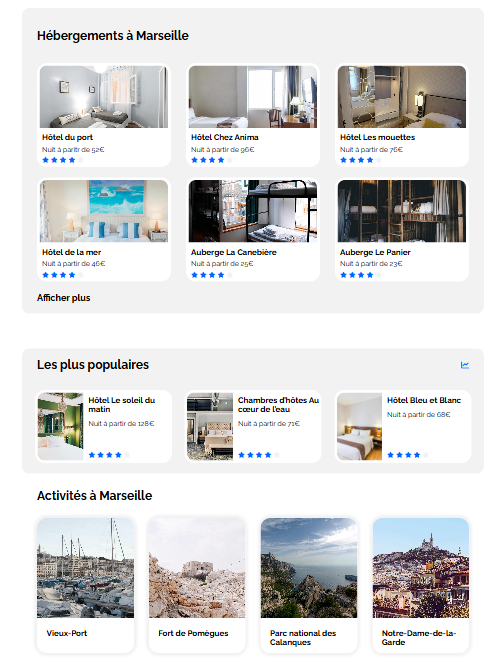 Hébergements à Marseille
Hôtel du port
Nuit à partir de 52€
Hôtel Chez Anima
Nuit à partir de 96€
Hôtel Les mouettes
Nuit à partir de 76€
Hôtel de la mer
Nuit à partir de 46€
Auberge La Canebière
Nuit à partir de 25€
Auberge Le Panier
Nuit à partir de 23€
Afficher plus
Les plus populaires
Hôtel Le soleil du
matin
Nuit à partir de 128€
Chambres d'hôtes Au
cœur de l'eau
Nuit à partir de 71€
Hôtel Bleu et Blanc
Nuit à partir de 68€
Activités à Marseille
Vieux-Port
Fort de Pomègues
Parc national des
Calanques
Notre-Dame-de-la-
Garde